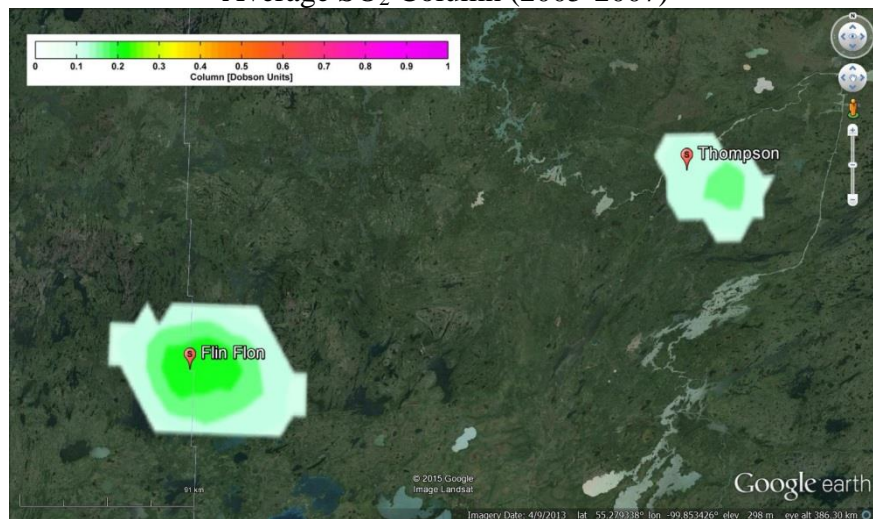 Average SO₂ Column (2005-2007)
0 0.1 0.2 0.3 0.4 0.5 0.6 0.7 0.8 0.9 1
Column [Dobson Units]
N
S Thompson
S Flin Flon
91 km
© 2015 Google
Image Landsat
Google earth
Imagery Date: 4/9/2013 lat 55.279338° lon -99.853426° elev 298 m eye alt 386.30 km